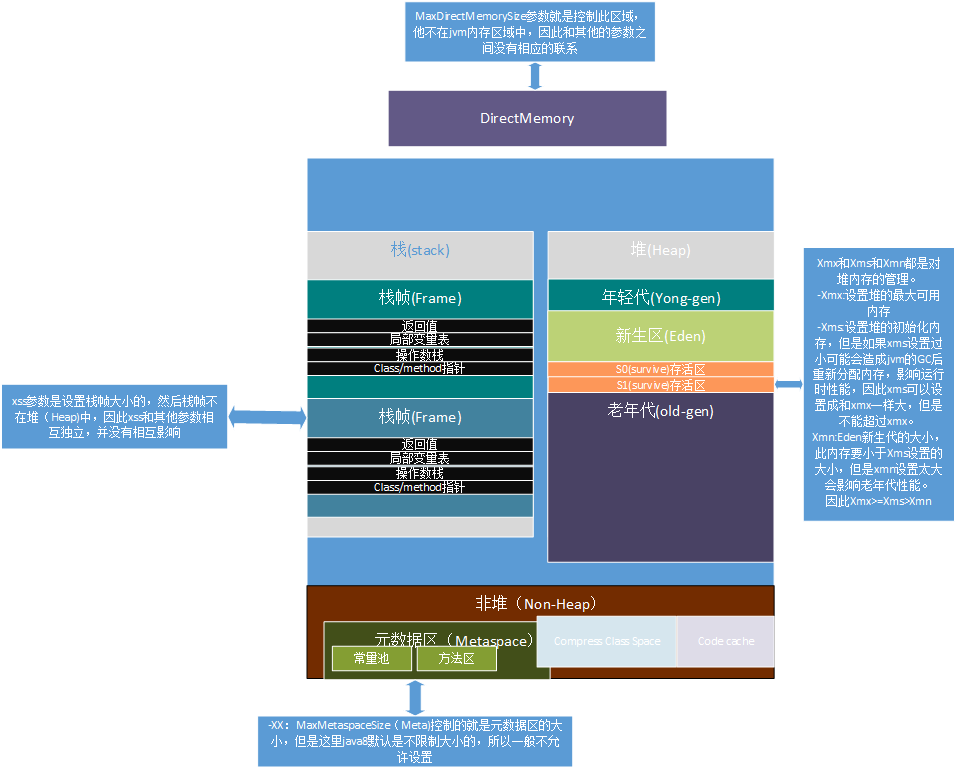 MaxDirectMemorySize参数就是控制此区域，
他不在jvm内存区域中，因此和其他的参数之
间没有相应的联系
DirectMemory
栈(stack)
栈帧(Frame)
返回值
局部变量表
操作数栈
Class/method指针
栈帧(Frame)
返回值
局部变量表
操作数栈
Class/method指针
堆(Heap)
年轻代(Yong-gen)
新生区(Eden)
S0(survive)存活区
S1(survive)存活区
老年代(old-gen)
xss参数是设置栈帧大小的，然后栈帧不
在堆（Heap)中，因此xss和其他参数相
互独立，并没有相互影响
Xmx和Xms和Xmn都是对
堆内存的管理。
-Xmx:设置堆的最大可用
内存
-Xms:设置堆的初始化内
存，但是如果xms设置过
小可能会造成jvm的GC后
重新分配内存，影响运行
时性能，因此xms可以设
置成和xmx一样大，但是
不能超过xmx。
Xmn:Eden新生代的大小，
此内存要小于Xms设置的
大小，但是xmn设置太大
会影响老年代性能。
因此Xmx>=Xms>Xmn
非堆（Non-Heap）
元数据区（Metaspace）
常量池
方法区
Compress Class Space
Code cache
-XX：MaxMetaspaceSize（Meta)控制的就是元数据区的大
小，但是这里java8默认是不限制大小的，所以一般不允
许设置